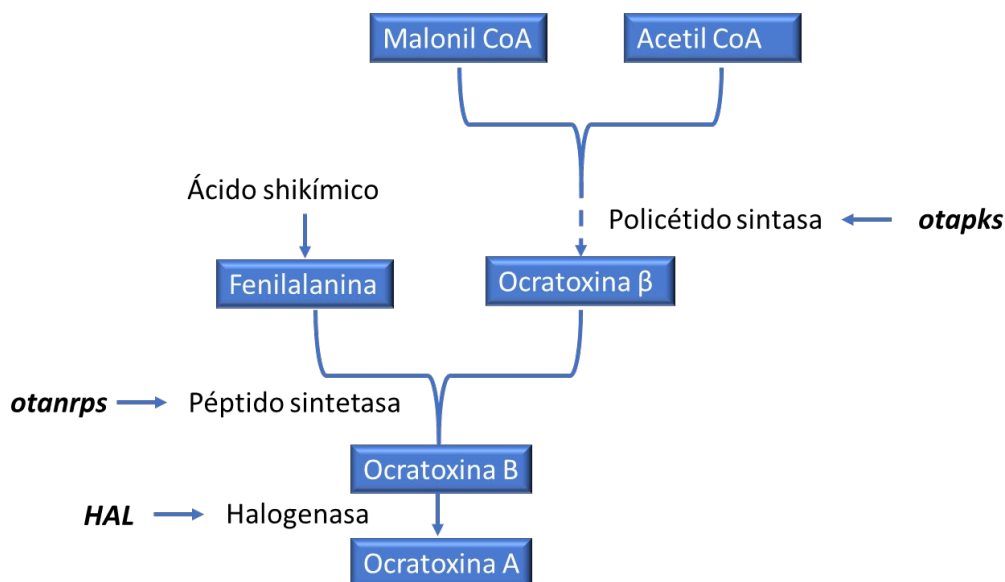 Malonil CoA
Acetil CoA
Ácido shikímico
Policétido sintasa
otapks
Fenilalanina
Ocratoxina β
otanrps
Péptido sintetasa
Ocratoxina B
HAL
Halogenasa
Ocratoxina A